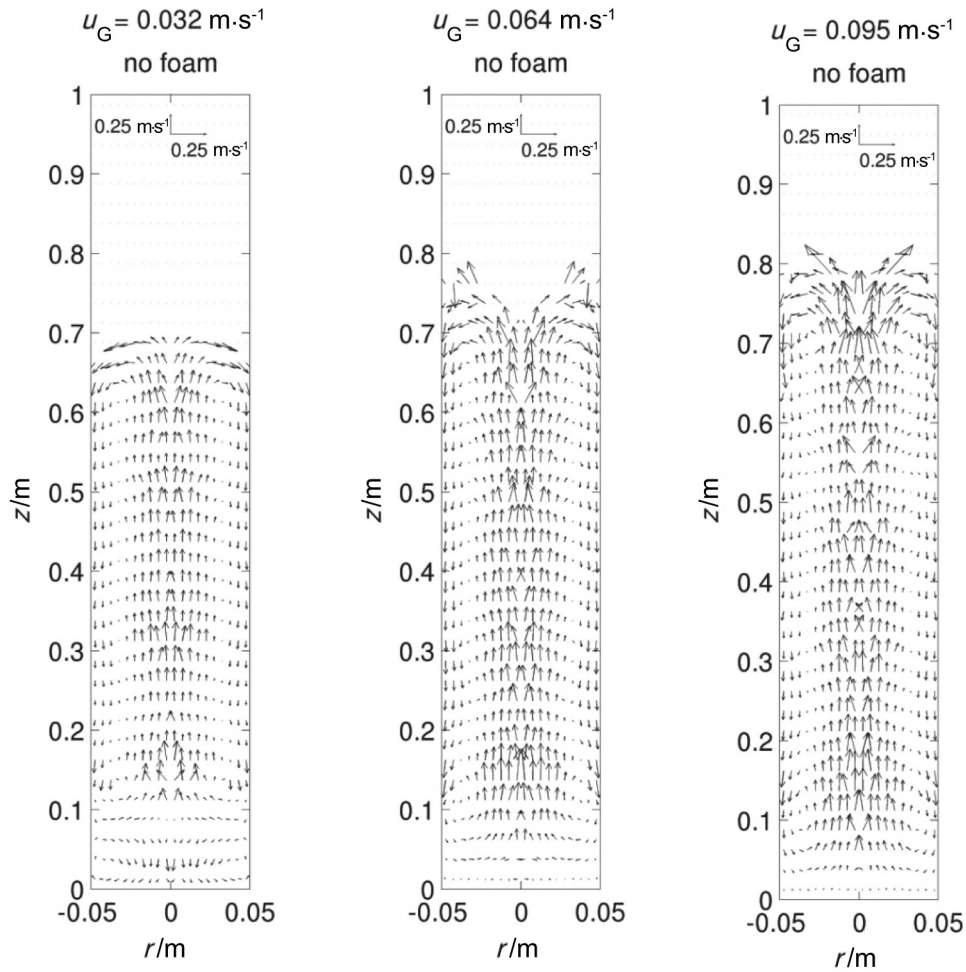 u_G = 0.032 m·s⁻¹
no foam
1
0.25 m·s⁻¹
0.25 m·s⁻¹
0.9
0.8
0.7
0.6
0.5
0.4
0.3
0.2
0.1
0
z/m
-0.05 0 0.05
r/m
u_G = 0.064 m·s⁻¹
no foam
1
0.25 m·s⁻¹
0.25 m·s⁻¹
0.9
0.8
0.7
0.6
0.5
0.4
0.3
0.2
0.1
0
z/m
-0.05 0 0.05
r/m
u_G = 0.095 m·s⁻¹
no foam
1
0.25 m·s⁻¹
0.25 m·s⁻¹
0.9
0.8
0.7
0.6
0.5
0.4
0.3
0.2
0.1
0
z/m
-0.05 0 0.05
r/m